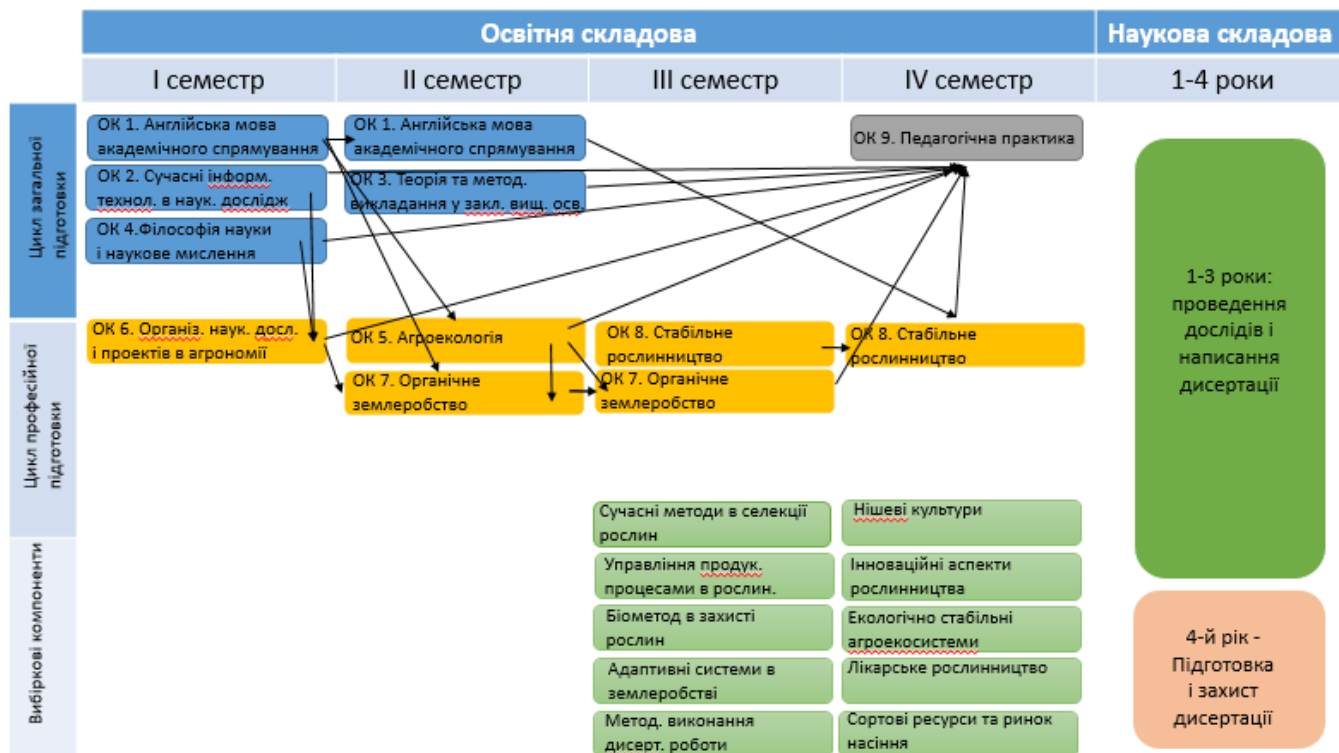 Освітня складова
Наукова складова
I семестр
II семестр
III семестр
IV семестр
1-4 роки
Цикл загальної
підготовки
ОК 1. Англійська мова
академічного спрямування
ОК 1. Англійська мова
академічного спрямування
ОК 9. Педагогічна практика
ОК 2. Сучасні інформ.
технол. в наук. дослідж
ОК 3. Теорія та метод.
викладання у закл. вищ. осв.
ОК 4.Філософія науки
і наукове мислення
Цикл професійної
підготовки
ОК 6. Організ. наук. досл.
і проектів в агрономії
ОК 5. Агроекологія
ОК 8. Стабільне
рослинництво
ОК 8. Стабільне
рослинництво
ОК 7. Органічне
землеробство
ОК 7. Органічне
землеробство
Вибіркові компоненти
Сучасні методи в селекції
рослин
Нішеві культури
Управління продук.
процесами в рослин.
Інноваційні аспекти
рослинництва
Біометод в захисті
рослин
Екологічно стабільні
агроекосистеми
Адаптивні системи в
землеробстві
Лікарське рослинництво
Метод. виконання
дисерт. роботи
Сортові ресурси та ринок
насіння
1-3 роки:
проведення
дослідів і
написання
дисертації
4-й рік -
Підготовка
і захист
дисертації